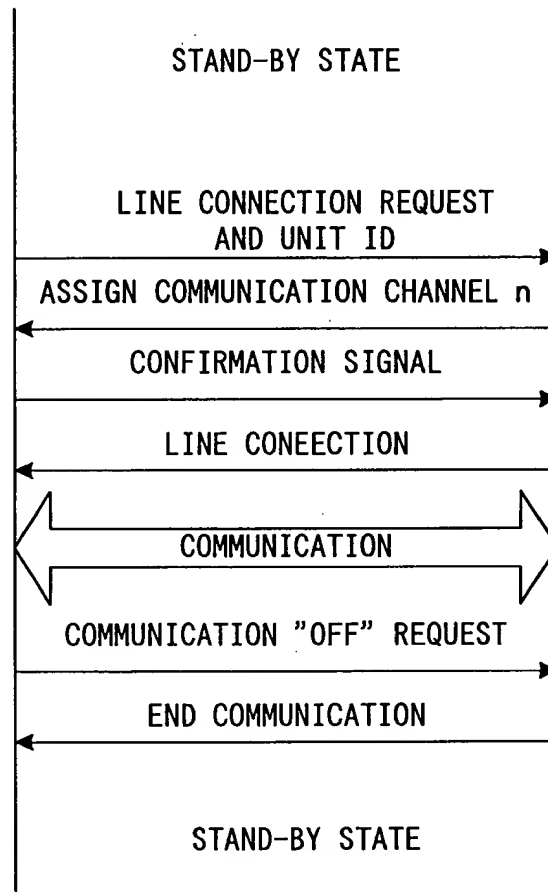 STAND-BY STATE
LINE CONNECTION REQUEST
AND UNIT ID
ASSIGN COMMUNICATION CHANNEL n
CONFIRMATION SIGNAL
LINE CONEECTION
COMMUNICATION
COMMUNICATION "OFF" REQUEST
END COMMUNICATION
STAND-BY STATE